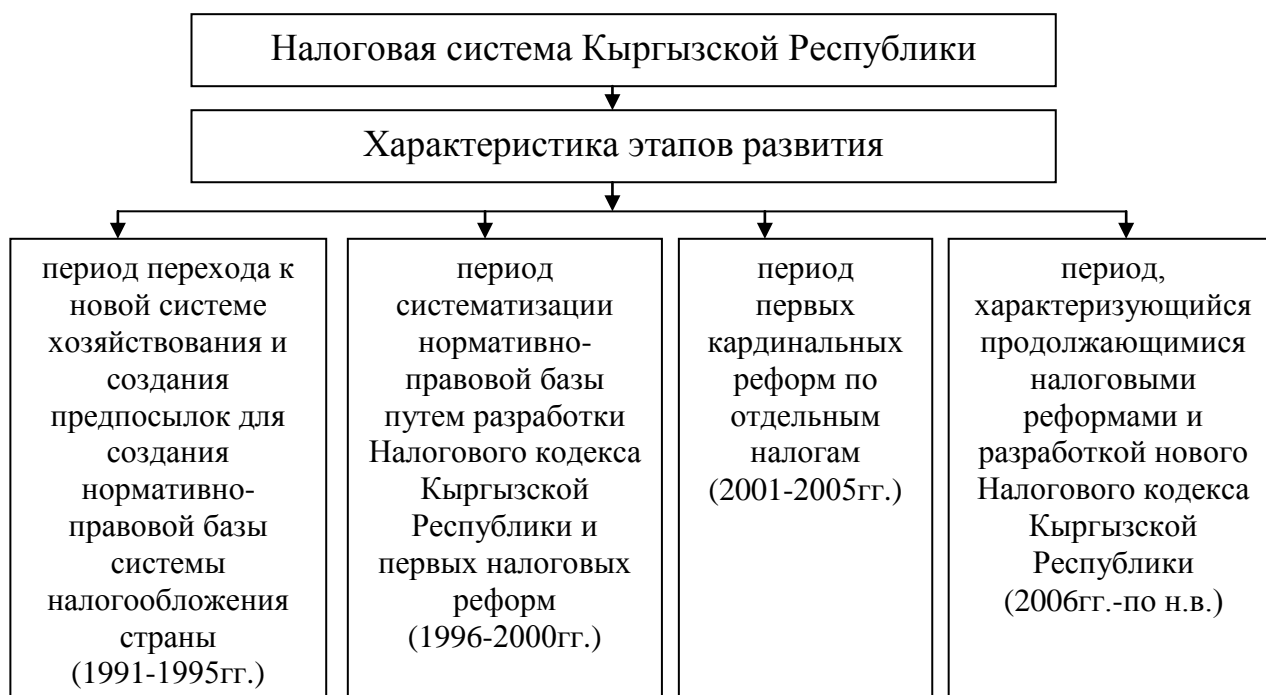 Налоговая система Кыргызской Республики
Характеристика этапов развития
период перехода к
новой системе
хозяйствования и
создания
предпосылок для
создания
нормативно-
правовой базы
системы
налогообложения
страны
(1991-1995гг.)
период
систематизации
нормативно-
правовой базы
путем разработки
Налогового кодекса
Кыргызской
Республики и
первых налоговых
реформ
(1996-2000гг.)
период
первых
кардинальных
реформ по
отдельным
налогам
(2001-2005гг.)
период,
характеризующийся
продолжающимися
налоговыми
реформами и
разработкой нового
Налогового кодекса
Кыргызской
Республики
(2006гг.-по н.в.)